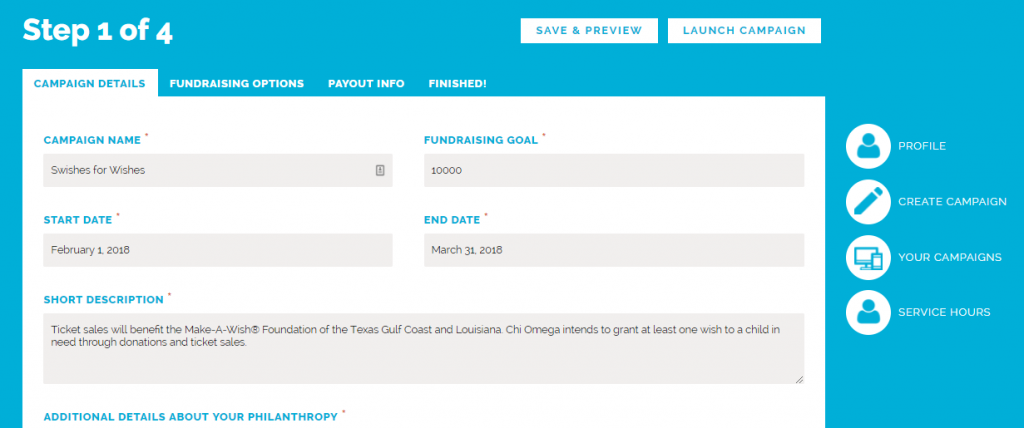 Step 1 of 4
SAVE & PREVIEW
LAUNCH CAMPAIGN
CAMPAIGN DETAILS
FUNDRAISING OPTIONS
PAYOUT INFO
FINISHED!
CAMPAIGN NAME *
FUNDRAISING GOAL *
Swishes for Wishes
10000
START DATE *
END DATE *
February 1, 2018
March 31, 2018
SHORT DESCRIPTION *
Ticket sales will benefit the Make-A-Wish® Foundation of the Texas Gulf Coast and Louisiana. Chi Omega intends to grant at least one wish to a child in
need through donations and ticket sales.
ADDITIONAL DETAILS ABOUT YOUR PHILANTHROPY *
PROFILE
CREATE CAMPAIGN
YOUR CAMPAIGNS
SERVICE HOURS